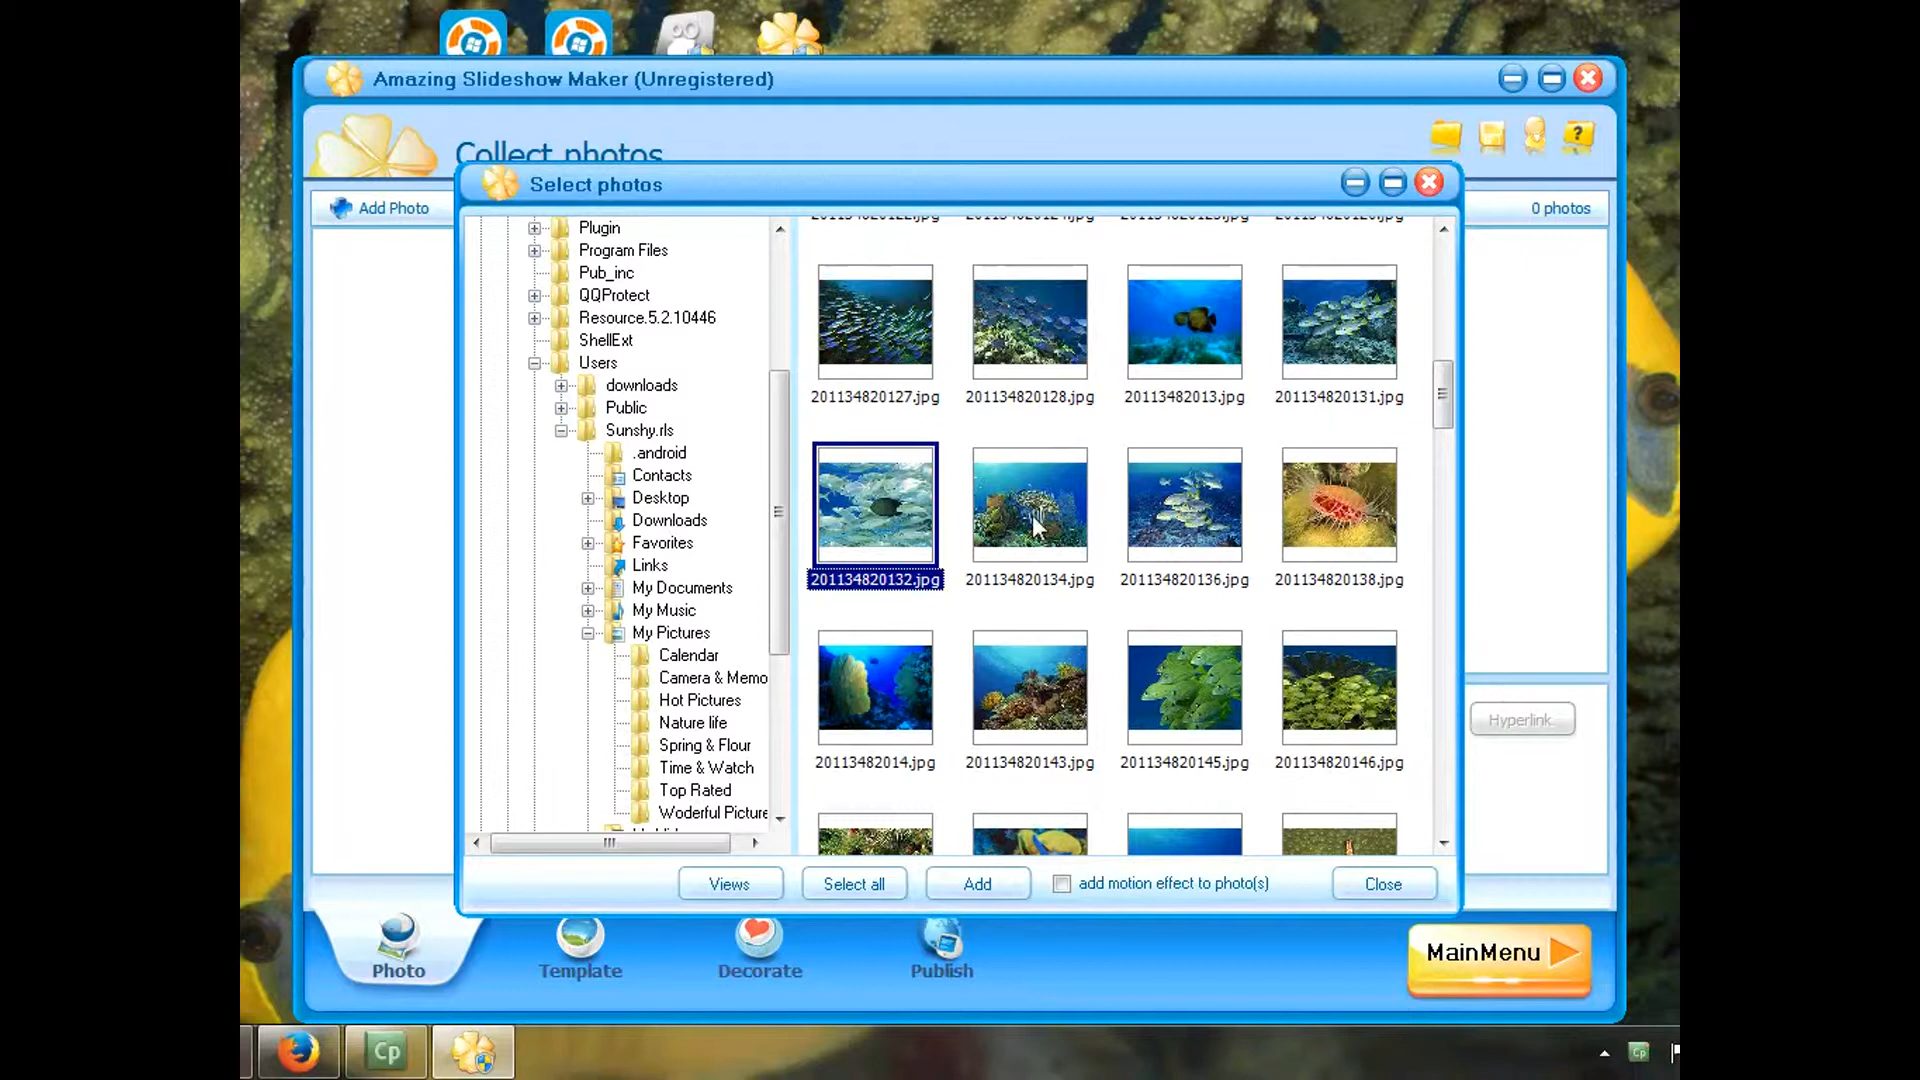 Amazing Slideshow Maker (Unregistered)
Collect photos
Select photos
Add Photo
0 photos
Plugin
Program Files
Pub_inc
QQProtect
Resource.5.2.10446
ShellExt
Users
downloads
Public
Sunshy.rls
.android
Contacts
Desktop
Downloads
Favorites
Links
My Documents
My Music
My Pictures
Calendar
Camera & Memo
Hot Pictures
Nature life
Spring & Flour
Time & Watch
Top Rated
Woderful Picture
201134820127.jpg 201134820128.jpg 20113482013.jpg 201134820131.jpg
201134820132.jpg 201134820134.jpg 201134820136.jpg 201134820138.jpg
20113482014.jpg 201134820143.jpg 201134820145.jpg 201134820146.jpg
Hyperlink
Views Select all Add add motion effect to photo(s) Close
Photo Template Decorate Publish
MainMenu
Cp
Cp